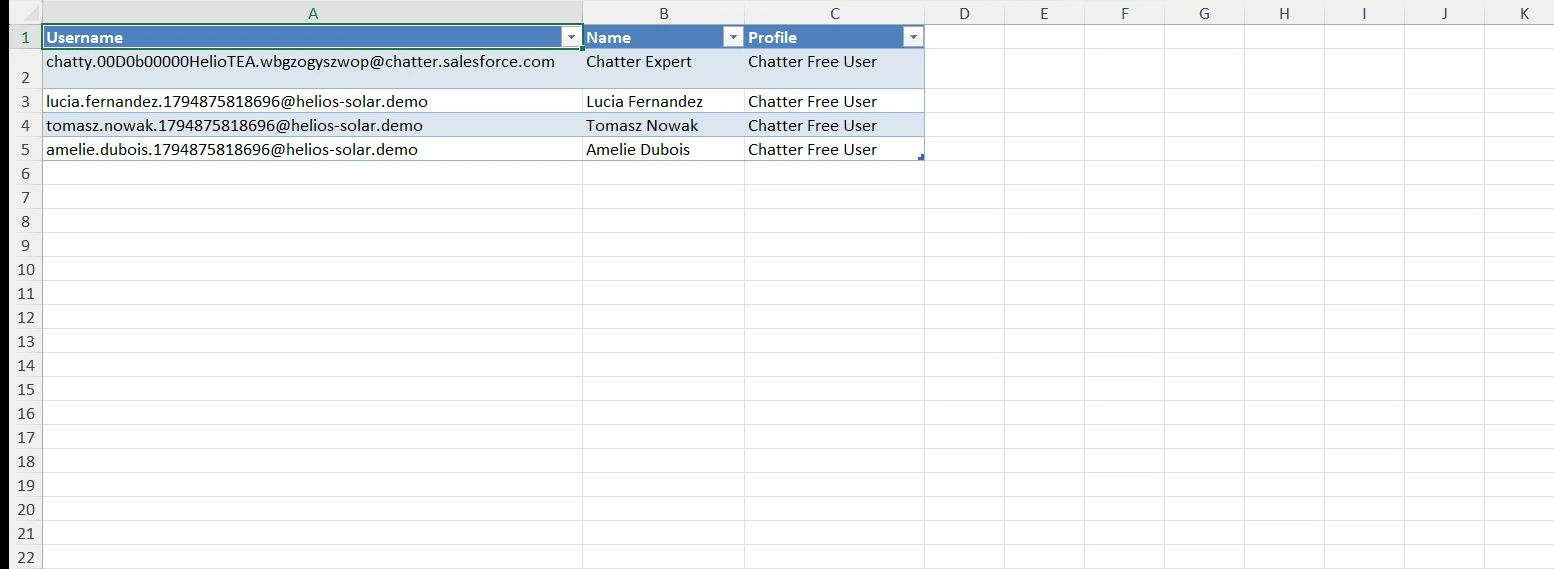 A B C D E F G H I J K
1 Username Name Profile
2 chatty.00D0b00000HelioTEA.wbgzogyszwop@chatter.salesforce.com Chatter Expert Chatter Free User
3 lucia.fernandez.1794875818696@helios-solar.demo Lucia Fernandez Chatter Free User
4 tomasz.nowak.1794875818696@helios-solar.demo Tomasz Nowak Chatter Free User
5 amelie.dubois.1794875818696@helios-solar.demo Amelie Dubois Chatter Free User
6
7
8
9
10
11
12
13
14
15
16
17
18
19
20
21
22